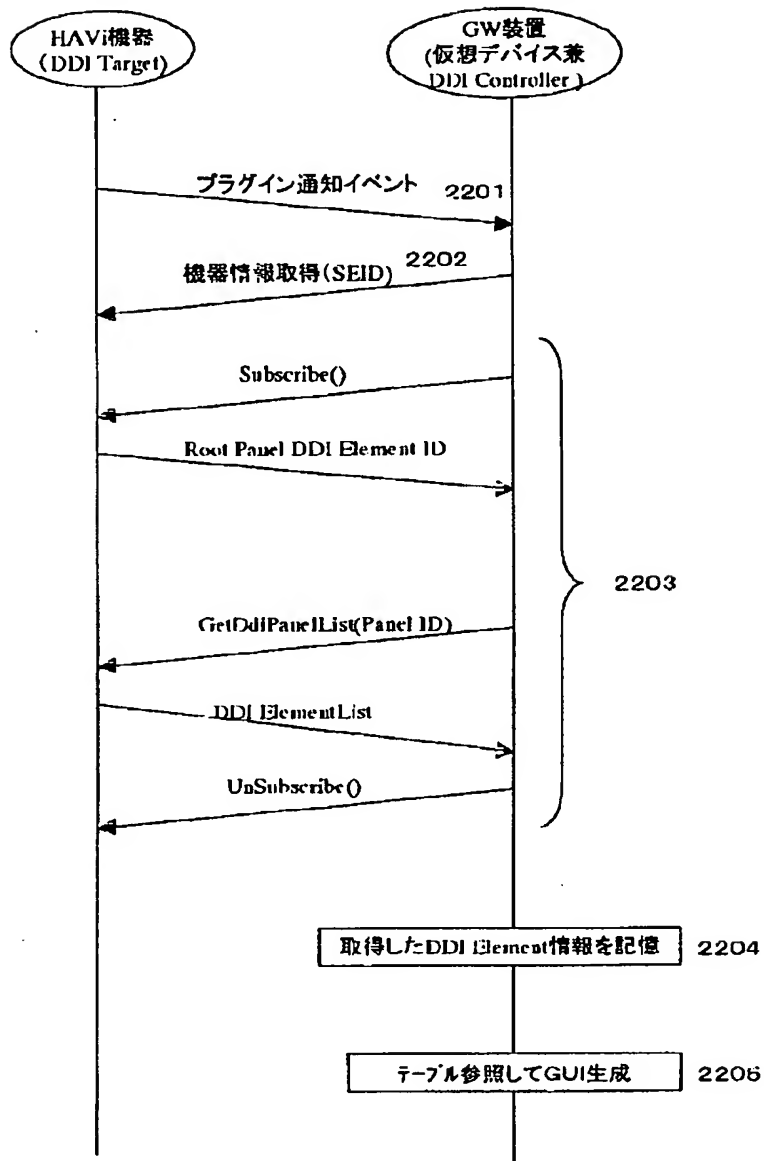 HAVi機器
(DDI Target)
GW装置
(仮想デバイス兼
DDI Controller)
プラグイン通知イベント
2201
機器情報取得(SEID)
2202
Subscribe()
Root Panel DDI Element ID
2203
GetDdiPanelList(Panel ID)
DDI ElementList
UnSubscribe()
取得したDDI Element情報を記憶
2204
テーブル参照してGUI生成
2205